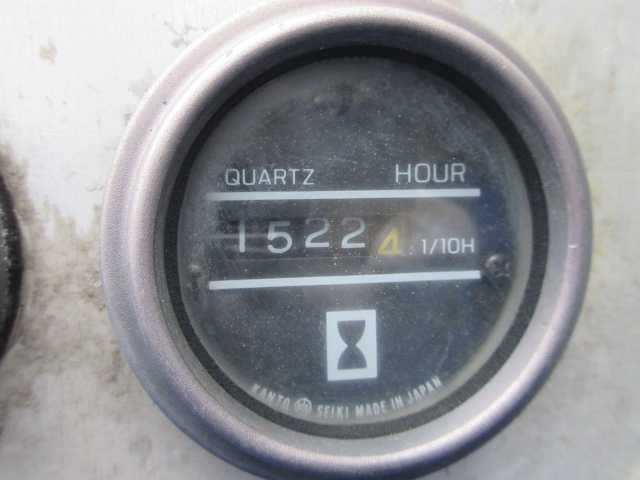 QUARTZ HOUR
15224 1/10H
KANTO SEIKI MADE IN JAPAN